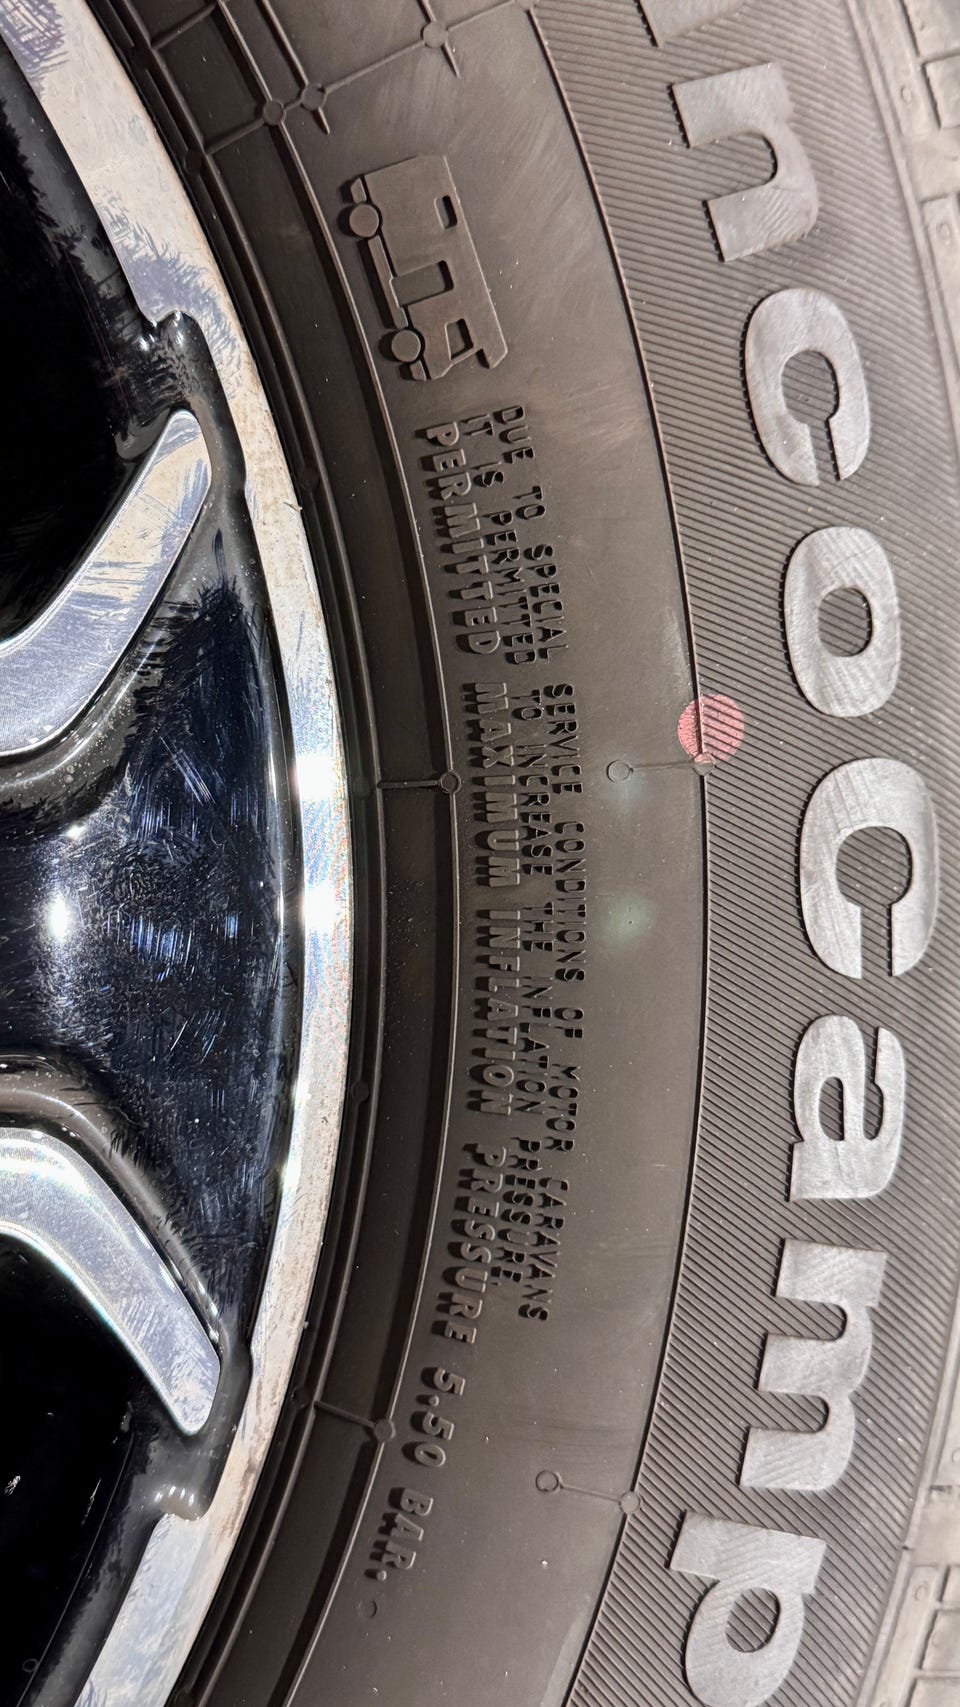 ncoCamp
DUE TO SPECIAL SERVICE CONDITIONS OF MOTOR CARAVANS
IT IS PERMITTED TO INCREASE THE INFLATION PRESSURE.
PERMITTED MAXIMUM INFLATION PRESSURE 5.50 BAR.